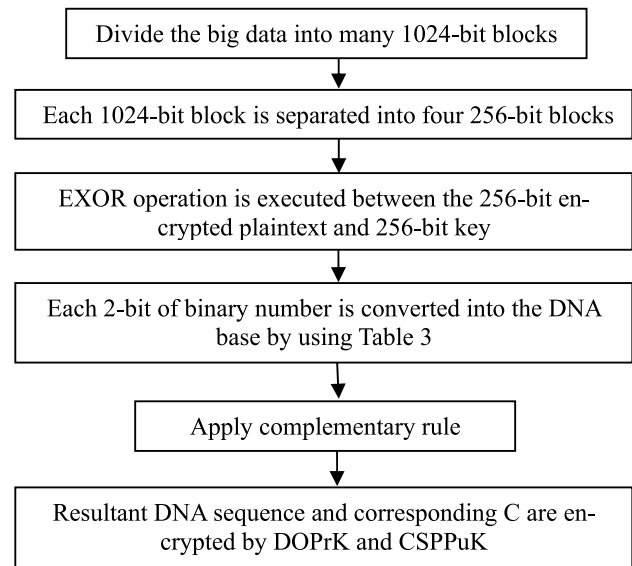 Divide the big data into many 1024-bit blocks
Each 1024-bit block is separated into four 256-bit blocks
EXOR operation is executed between the 256-bit en-
crypted plaintext and 256-bit key
Each 2-bit of binary number is converted into the DNA
base by using Table 3
Apply complementary rule
Resultant DNA sequence and corresponding C are en-
crypted by DOPrK and CSPPuK